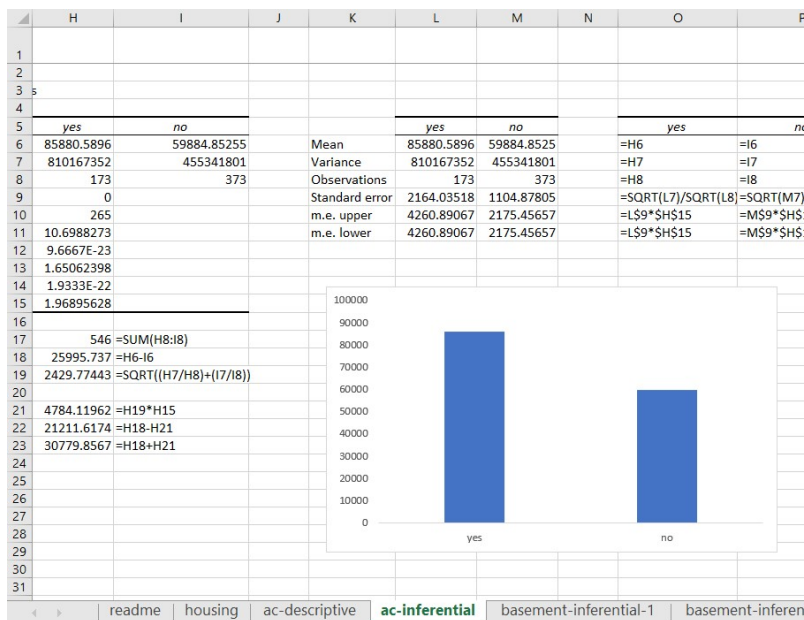 H I J K L M N O P
1
2
3 s
4
5 yes no yes no yes no
6 85880.5896 59884.85255 Mean 85880.5896 59884.8525 =H6 =I6
7 810167352 455341801 Variance 810167352 455341801 =H7 =I7
8 173 373 Observations 173 373 =H8 =I8
9 0 Standard error 2164.03518 1104.87805 =SQRT(L7)/SQRT(L8) =SQRT(M7)
10 265 m.e. upper 4260.89067 2175.45657 =L$9*$H$15 =M$9*$H$
11 10.6988273 m.e. lower 4260.89067 2175.45657 =L$9*$H$15 =M$9*$H$
12 9.6667E-23
13 1.65062398
14 1.9333E-22
15 1.96895628
16
17 546 =SUM(H8:I8)
18 25995.737 =H6-I6
19 2429.77443 =SQRT((H7/H8)+(I7/I8))
20
21 4784.11962 =H19*H15
22 21211.6174 =H18-H21
23 30779.8567 =H18+H21
24
25
26
27
28
29
30
31
100000
90000
80000
70000
60000
50000
40000
30000
20000
10000
0
yes no
readme housing ac-descriptive ac-inferential basement-inferential-1 basement-inferen